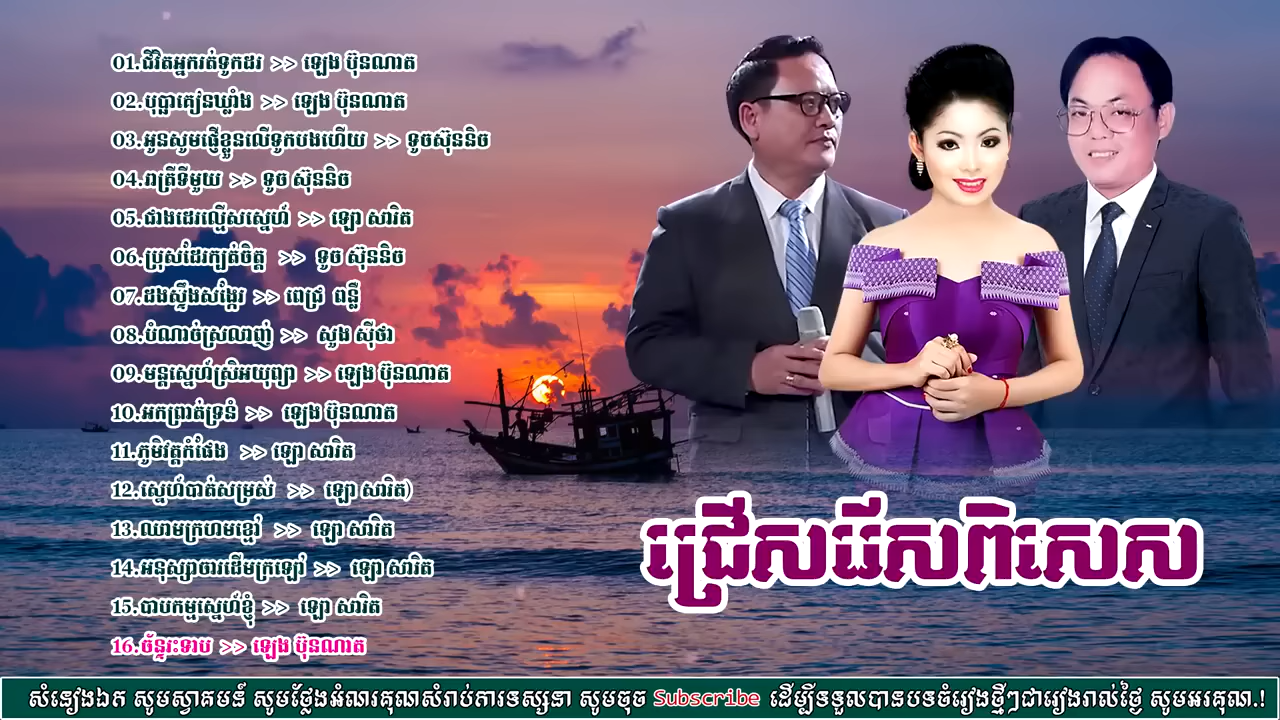 01.ជីវិតអ្នករត់ទូកដរ >> ឡេង ប៊ុនណាត
02.បុប្ផាគៀនឃ្លាំង >> ឡេង ប៊ុនណាត
03.អូនសូមផ្ញើខ្លួនលើទូកបងហើយ >> ទូចស៊ុននិច
04.រាត្រីទីមួយ >> ទូច ស៊ុននិច
05.ជាងដេរល្មើសស្នេហ៍ >> ឡោ សារិត
06.ប្រុសដែរក្បត់ចិត្ត >> ទូច ស៊ុននិច
07.ដងស្ទឹងសង្កែរ >> ពេជ្រ ពន្លឺ
08.បំណាច់ស្រលាញ់ >> សួង ស៊ីថា
09.មន្តស្នេហ៍ស្រិអយុព្យា >> ឡេង ប៊ុនណាត
10.អកព្រាត់ទ្រនំ >> ឡេង ប៊ុនណាត
11.ភូមិវត្តកំផែង >> ឡោ សារិត
12.ស្នេហ៍បាត់សម្រស់ >> ឡោ សារិត)
13.ឈាមក្រហមខ្មៅ >> ឡោ សារិត
14.អនុស្សាចារដើមក្រឡៅ >> ឡោ សារិត
15.បាបកម្មស្នេហ៍ខ្ញុំ >> ឡោ សារិត
16.ច័ន្ទរះទាប >> ឡេង ប៊ុនណាត
ជ្រើសរើសពិសេស
សំនៀងឯក សូមស្វាគមន៍ សូមថ្លែងអំណរគុណសំរាប់ការទស្សនា សូមចុច Subscribe ដើម្បីទទួលបានបទចំរៀងថ្មីៗជារៀងរាល់ថ្ងៃ សូមអរគុណ.!